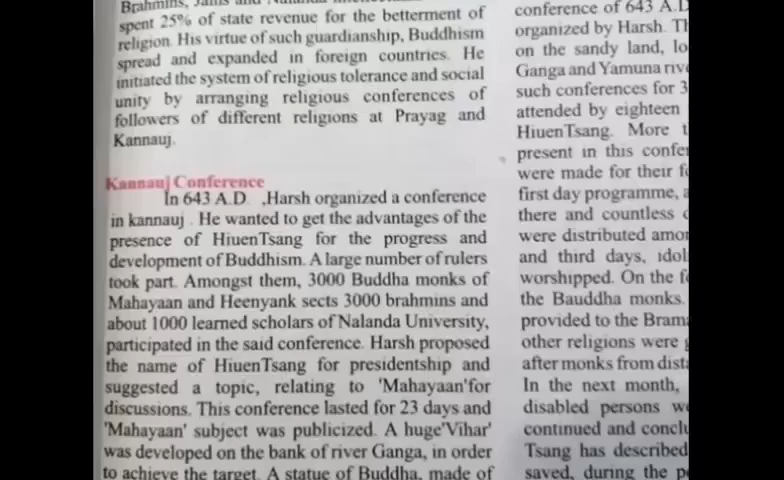 Brahmins,
spent 25% of state revenue for the betterment of
religion. His virtue of such guardianship, Buddhism
spread and expanded in foreign countries. He
initiated the system of religious tolerance and social
unity by arranging religious conferences of
followers of different religions at Prayag and
Kannauj.
Kannauj Conference
In 643 A.D. ,Harsh organized a conference
in kannauj . He wanted to get the advantages of the
presence of HiuenTsang for the progress and
development of Buddhism. A large number of rulers
took part. Amongst them, 3000 Buddha monks of
Mahayaan and Heenyank sects 3000 brahmins and
about 1000 learned scholars of Nalanda University,
participated in the said conference. Harsh proposed
the name of HiuenTsang for presidentship and
suggested a topic, relating to 'Mahayaan'for
discussions. This conference lasted for 23 days and
'Mahayaan' subject was publicized. A huge'Vihar'
was developed on the bank of river Ganga, in order
to achieve the target. A statue of Buddha, made of
conference of 643 A.D
organized by Harsh.
on the sandy land,
Ganga and Yamuna
such conferences for 3
attended by eighteen
HiuenTsang. More
present in this
were made for their
first day programme,
there and countless
were distributed
and third days,
worshipped. On the
the Bauddha monks.
provided to the
other religions were
after monks from
In the next month,
disabled persons
continued and
Tsang has described
saved, during the